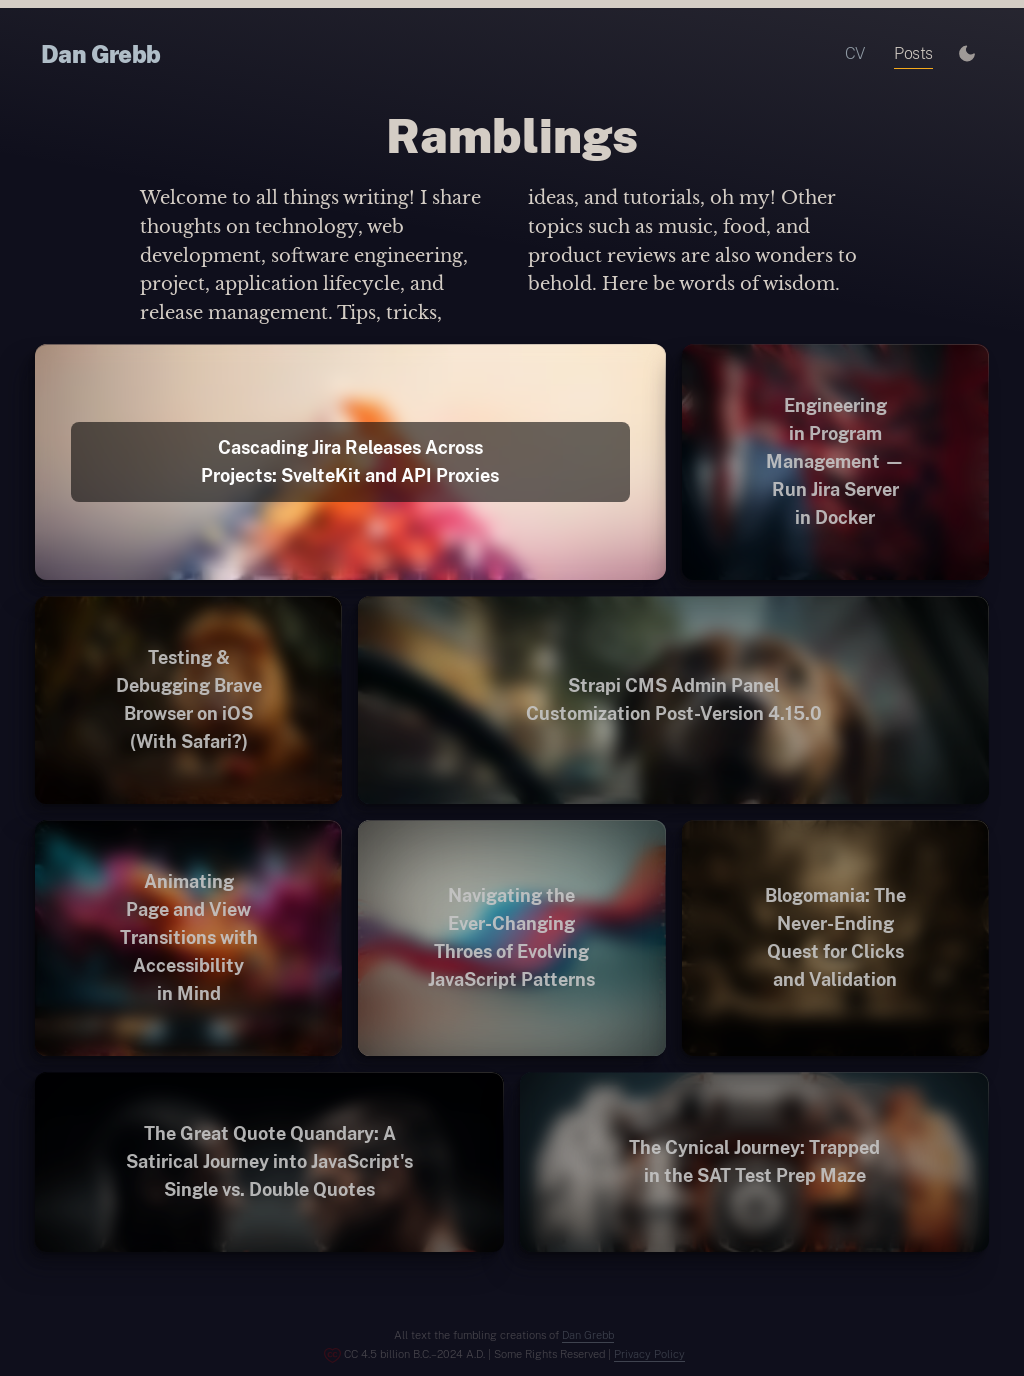 Dan Grebb
CV
Posts
Ramblings
Welcome to all things writing! I share
thoughts on technology, web
development, software engineering,
project, application lifecycle, and
release management. Tips, tricks,
ideas, and tutorials, oh my! Other
topics such as music, food, and
product reviews are also wonders to
behold. Here be words of wisdom.
Cascading Jira Releases Across
Projects: SvelteKit and API Proxies
Engineering
in Program
Management —
Run Jira Server
in Docker
Testing &
Debugging Brave
Browser on iOS
(With Safari?)
Strapi CMS Admin Panel
Customization Post-Version 4.15.0
Animating
Page and View
Transitions with
Accessibility
in Mind
Navigating the
Ever-Changing
Throes of Evolving
JavaScript Patterns
Blogomania: The
Never-Ending
Quest for Clicks
and Validation
The Great Quote Quandary: A
Satirical Journey into JavaScript's
Single vs. Double Quotes
The Cynical Journey: Trapped
in the SAT Test Prep Maze
All text the fumbling creations of Dan Grebb
CC 4.5 billion B.C.–2024 A.D. | Some Rights Reserved | Privacy Policy